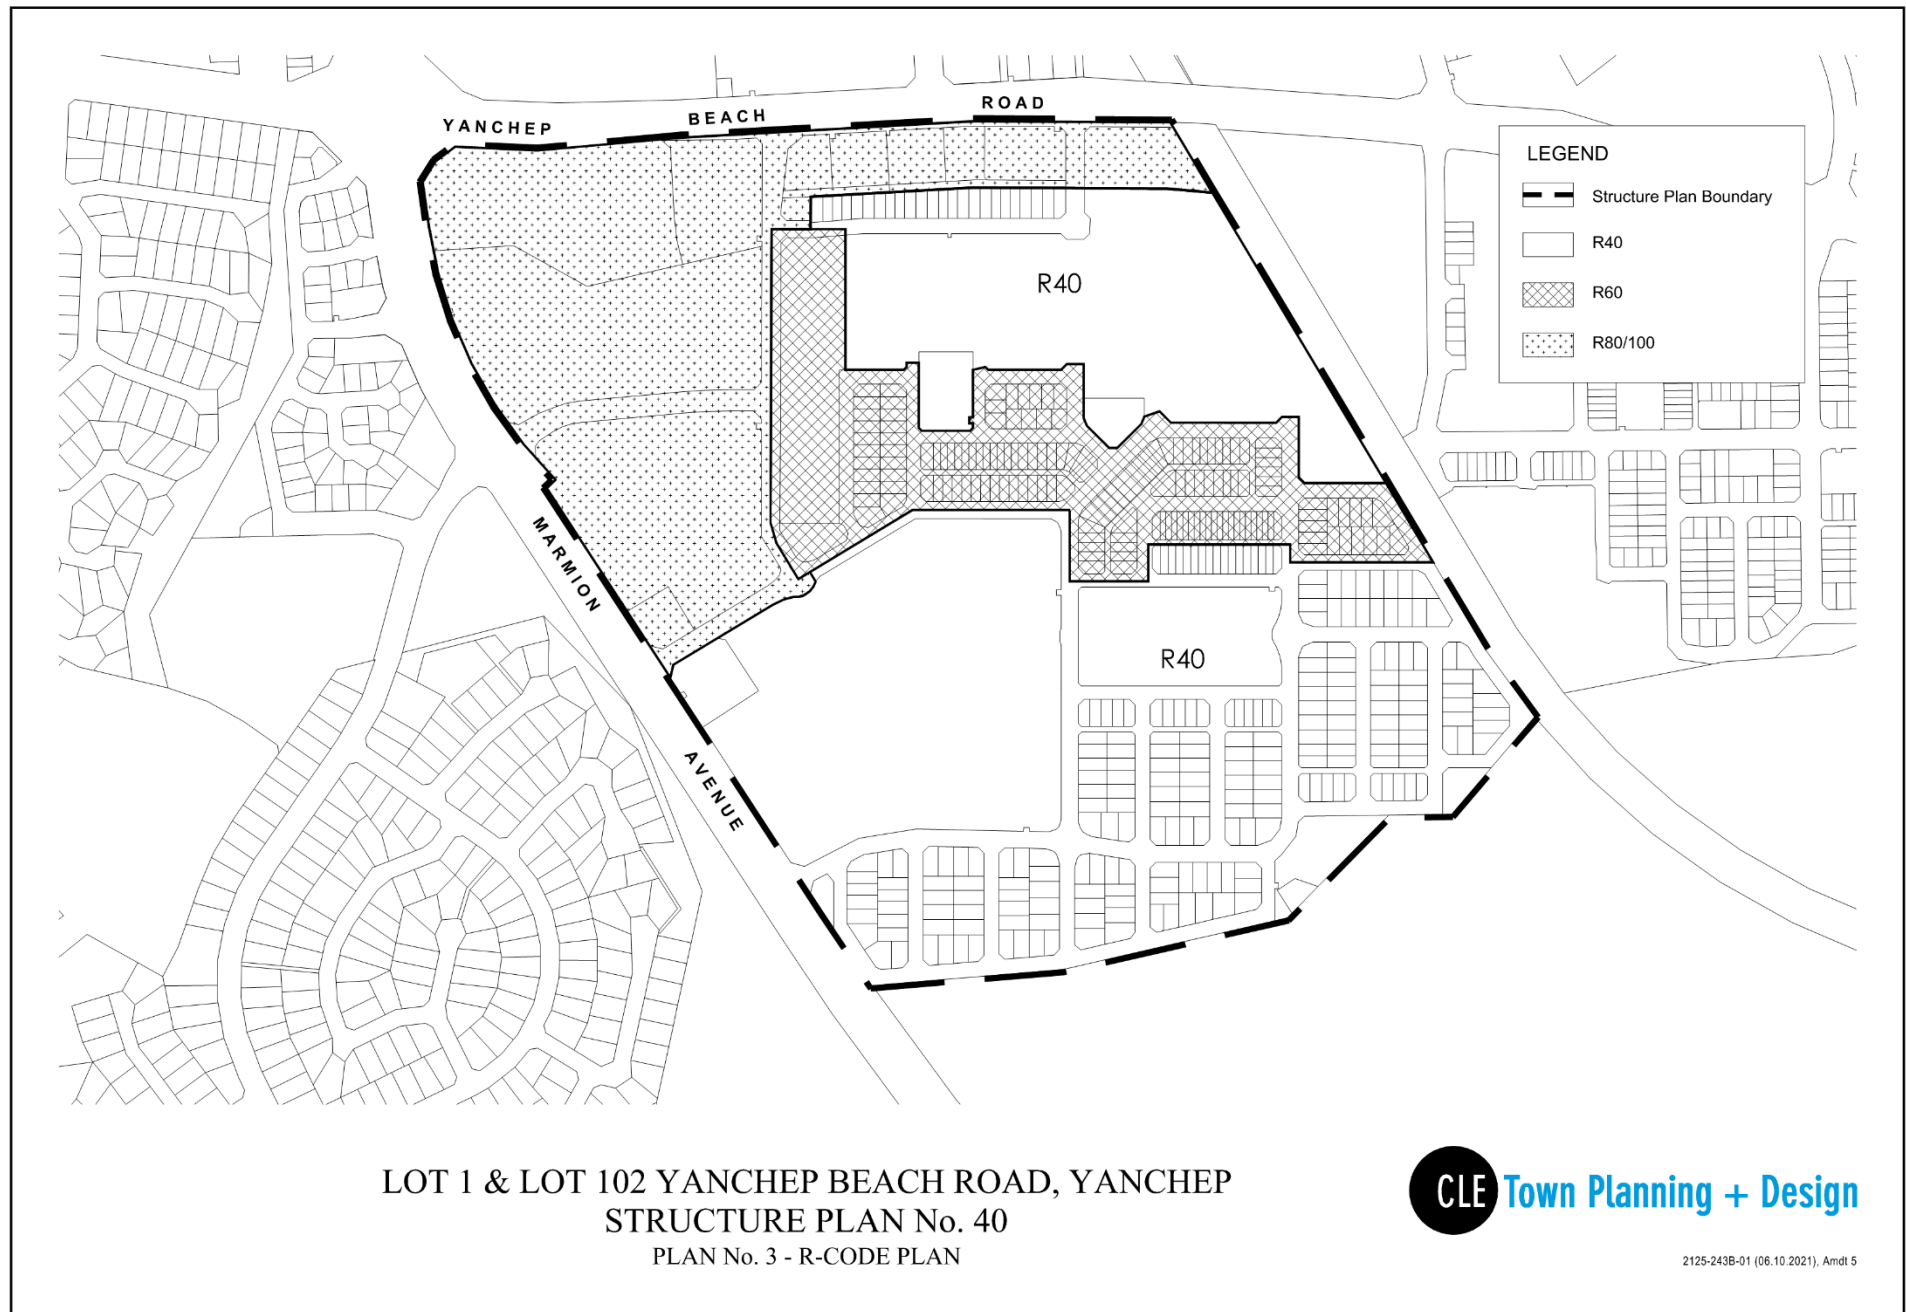 YANCHEP BEACH ROAD
LEGEND
Structure Plan Boundary
R40
R60
R80/100
R40
MARMION
R40
AVENUE
LOT 1 & LOT 102 YANCHEP BEACH ROAD, YANCHEP
STRUCTURE PLAN No. 40
PLAN No. 3 - R-CODE PLAN
CLE Town Planning + Design
2125-243B-01 (06.10.2021), Amdt 5